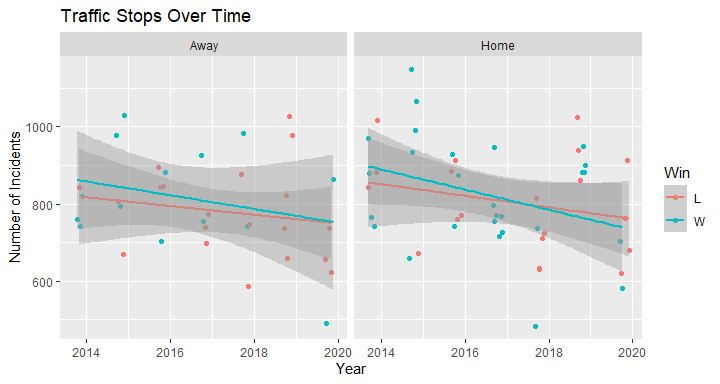 Traffic Stops Over Time
Away Home
1000
800
600
Number of Incidents
2014 2016 2018 2020 2014 2016 2018 2020
Year
Win
L
W